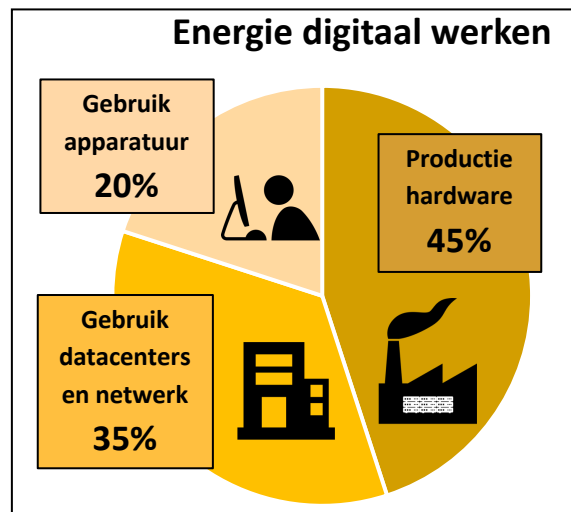 Energie digitaal werken
Gebruik
apparatuur
20%
Productie
hardware
45%
Gebruik
datacenters
en netwerk
35%